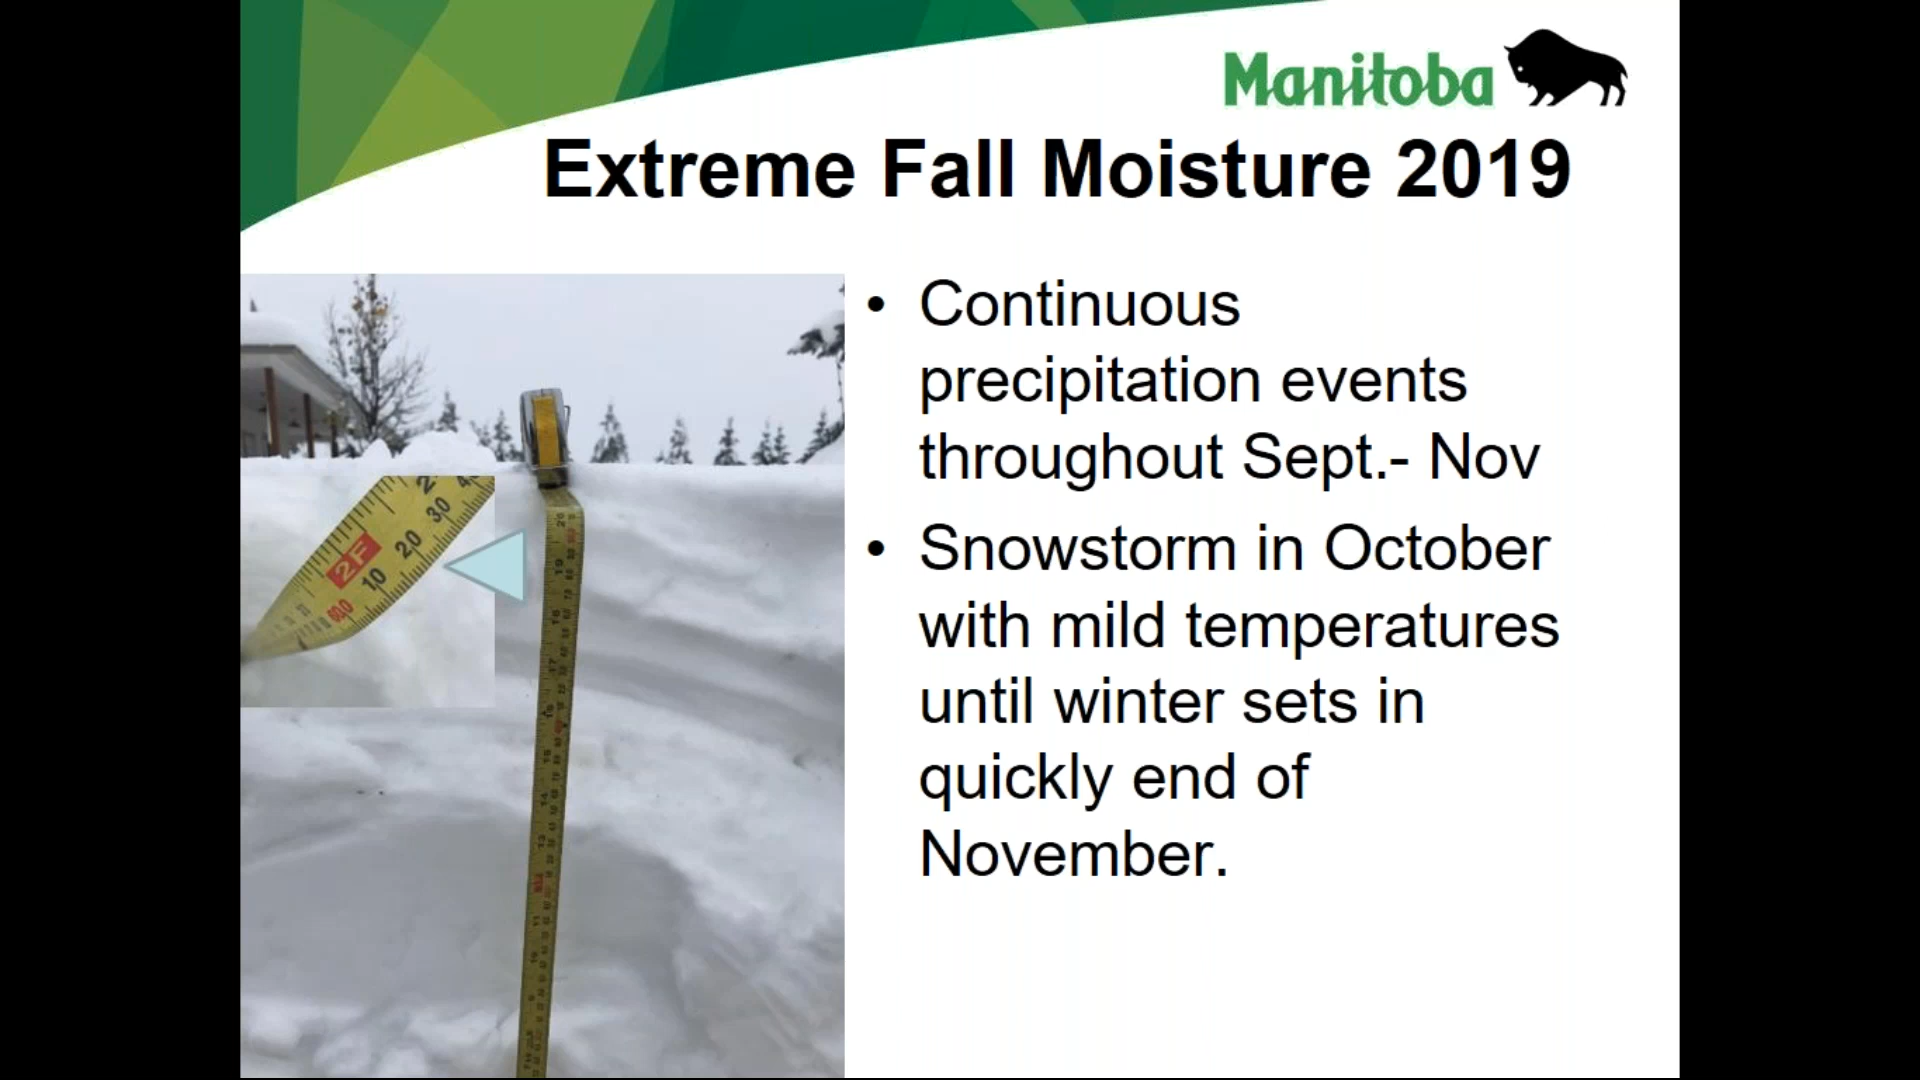 Manitoba
Extreme Fall Moisture 2019
• Continuous
precipitation events
throughout Sept.- Nov
• Snowstorm in October
with mild temperatures
until winter sets in
quickly end of
November.
2F
10
20
30